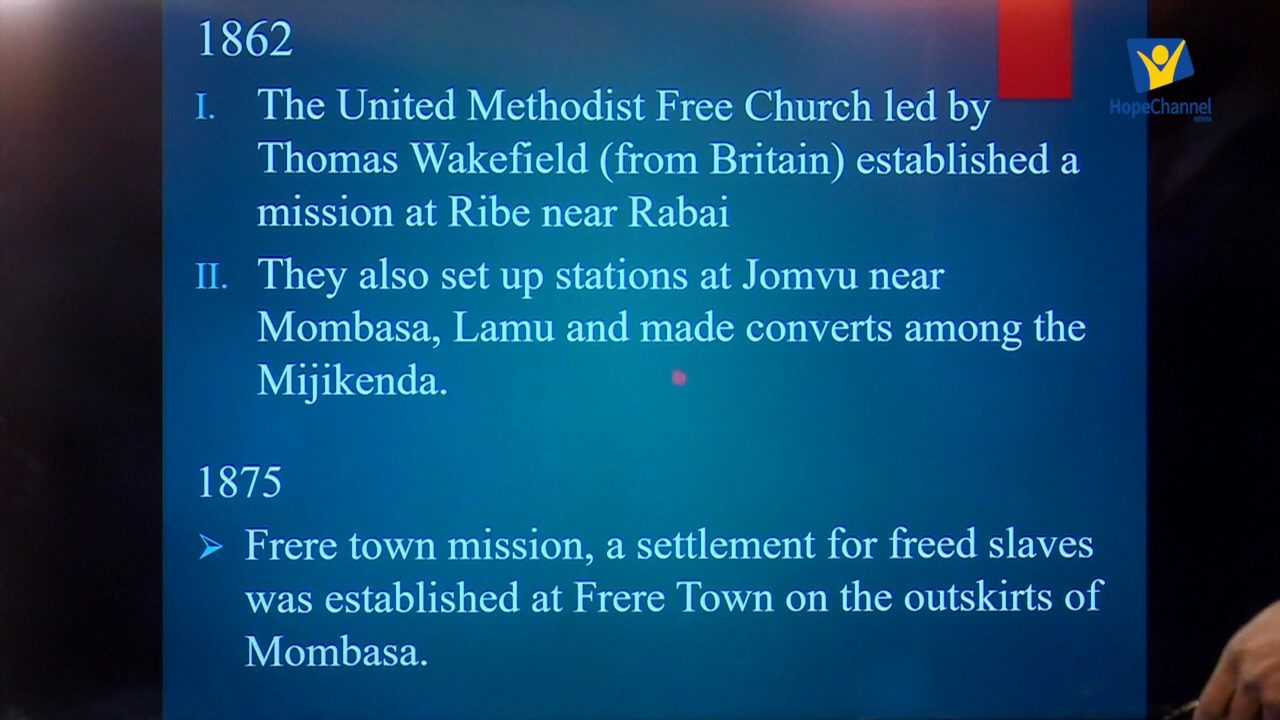 1862
I. The United Methodist Free Church led by
Thomas Wakefield (from Britain) established a
mission at Ribe near Rabai
II. They also set up stations at Jomvu near
Mombasa, Lamu and made converts among the
Mijikenda.
1875
➢ Frere town mission, a settlement for freed slaves
was established at Frere Town on the outskirts of
Mombasa.
HopeChannel
KENYA